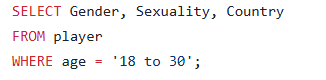 SELECT Gender, Sexuality, Country
FROM player
WHERE age = '18 to 30';